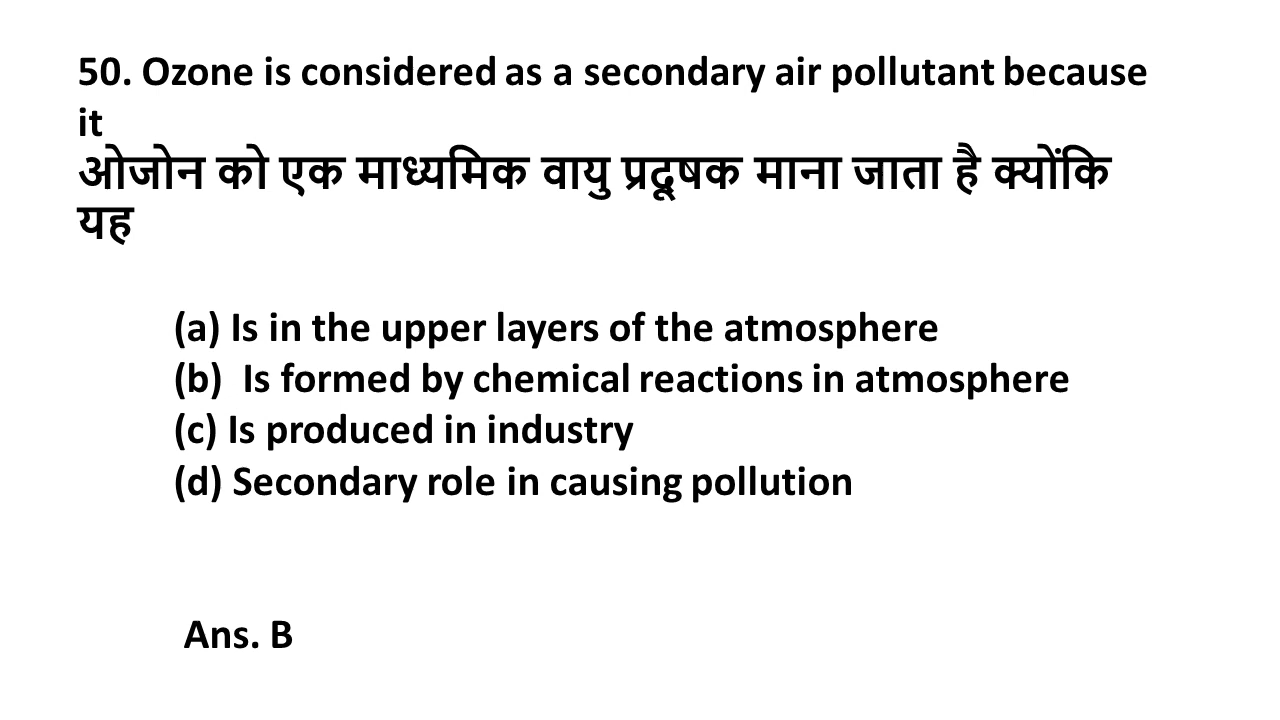 50. Ozone is considered as a secondary air pollutant because
it
ओजोन को एक माध्यमिक वायु प्रदूषक माना जाता है क्योंकि
यह
(a) Is in the upper layers of the atmosphere
(b) Is formed by chemical reactions in atmosphere
(c) Is produced in industry
(d) Secondary role in causing pollution
Ans. B